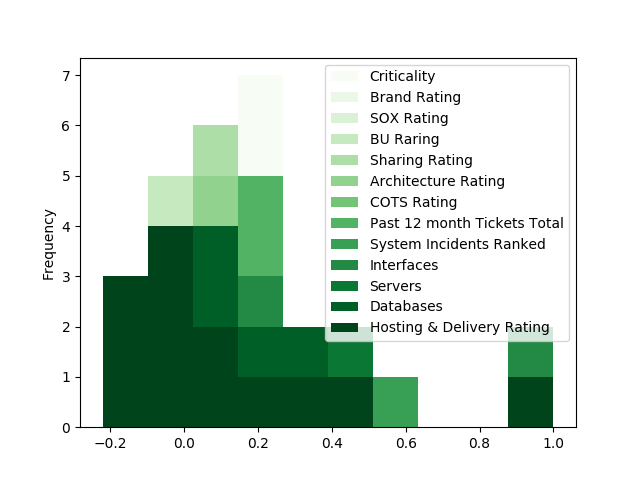 Frequency
7
6
5
4
3
2
1
0
−0.2
0.0
0.2
0.4
0.6
0.8
1.0
Criticality
Brand Rating
SOX Rating
BU Raring
Sharing Rating
Architecture Rating
COTS Rating
Past 12 month Tickets Total
System Incidents Ranked
Interfaces
Servers
Databases
Hosting & Delivery Rating